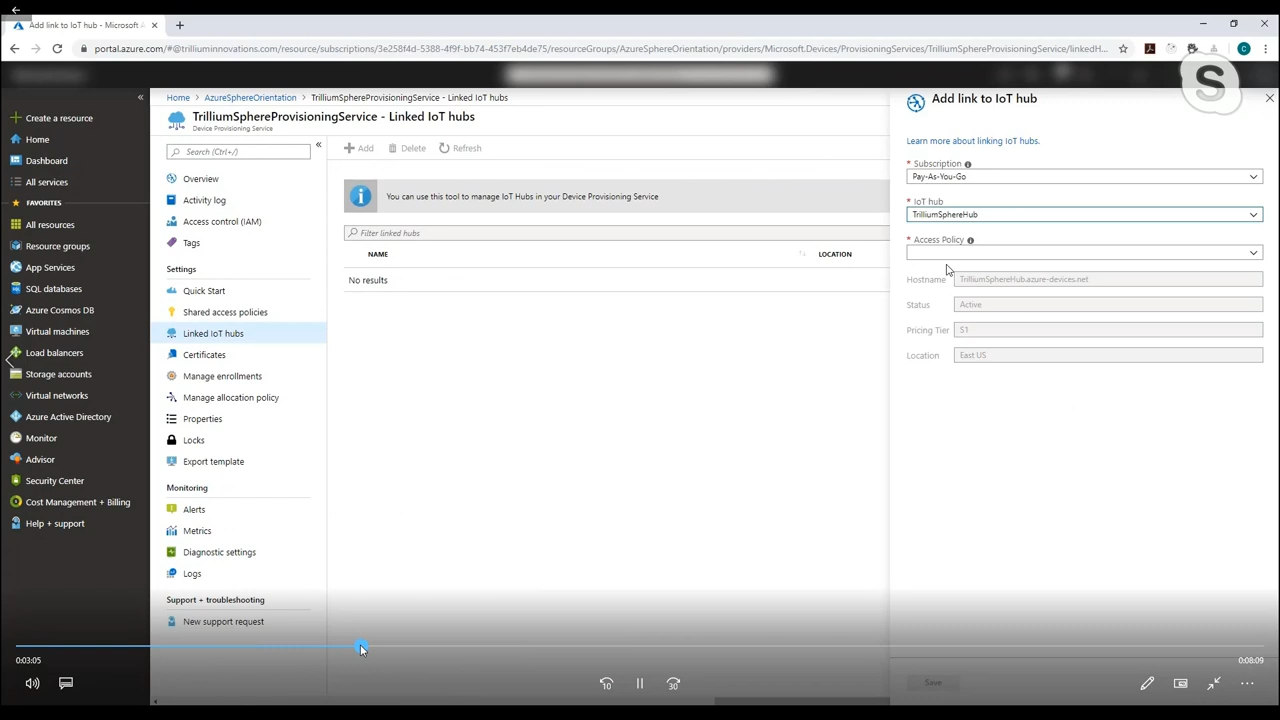 Add link to IoT hub - Microsoft A
portal.azure.com/#@trilliuminnovations.com/resource/subscriptions/3e258f4d-5388-4f9f-bb74-453f7eb4de75/resourceGroups/AzureSphereOrientation/providers/Microsoft.Devices/ProvisioningServices/TrilliumSphereProvisioningService/linkedH...
C
S
Create a resource
Home
Dashboard
All services
FAVORITES
All resources
Resource groups
App Services
SQL databases
Azure Cosmos DB
Virtual machines
Load balancers
Storage accounts
Virtual networks
Azure Active Directory
Monitor
Advisor
Security Center
Cost Management + Billing
Help + support
Home > AzureSphereOrientation > TrilliumSphereProvisioningService - Linked IoT hubs
TrilliumSphereProvisioningService - Linked IoT hubs
Device Provisioning Service
Search (Ctrl+/)
Overview
Activity log
Access control (IAM)
Tags
Settings
Quick Start
Shared access policies
Linked IoT hubs
Certificates
Manage enrollments
Manage allocation policy
Properties
Locks
Export template
Monitoring
Alerts
Metrics
Diagnostic settings
Logs
Support + troubleshooting
New support request
Add Delete Refresh
You can use this tool to manage IoT Hubs in your Device Provisioning Service
Filter linked hubs
NAME LOCATION
No results
Add link to IoT hub
Learn more about linking IoT hubs.
* Subscription
Pay-As-You-Go
* IoT hub
TrilliumSphereHub
* Access Policy
Hostname TrilliumSphereHub.azure-devices.net
Status Active
Pricing Tier S1
Location East US
Save
0:03:05
0:08:09
10 30